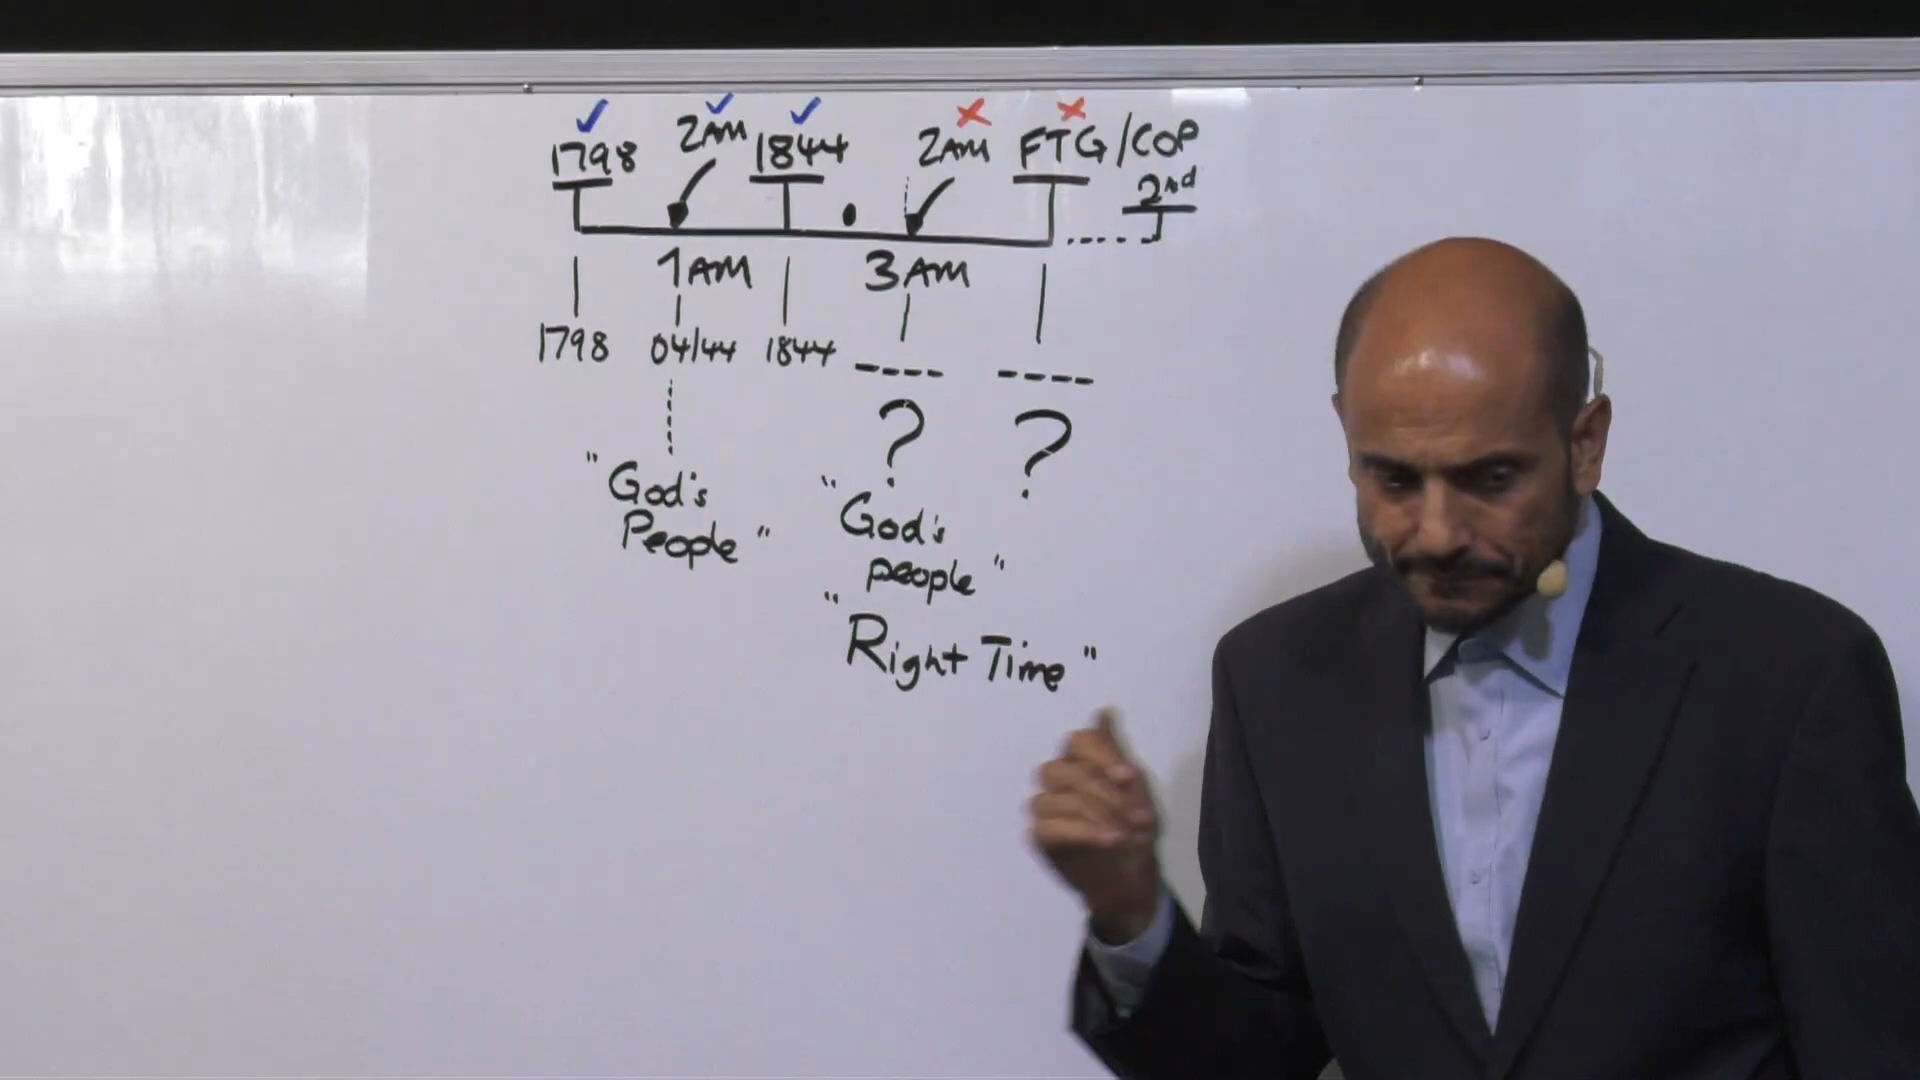 1798 2AM 1844 2AM FTG/COP
2nd
1AM 3AM
1798 04/44 1844 ---- ----
? ?
"God's
People"
"God's
people"
"Right Time"